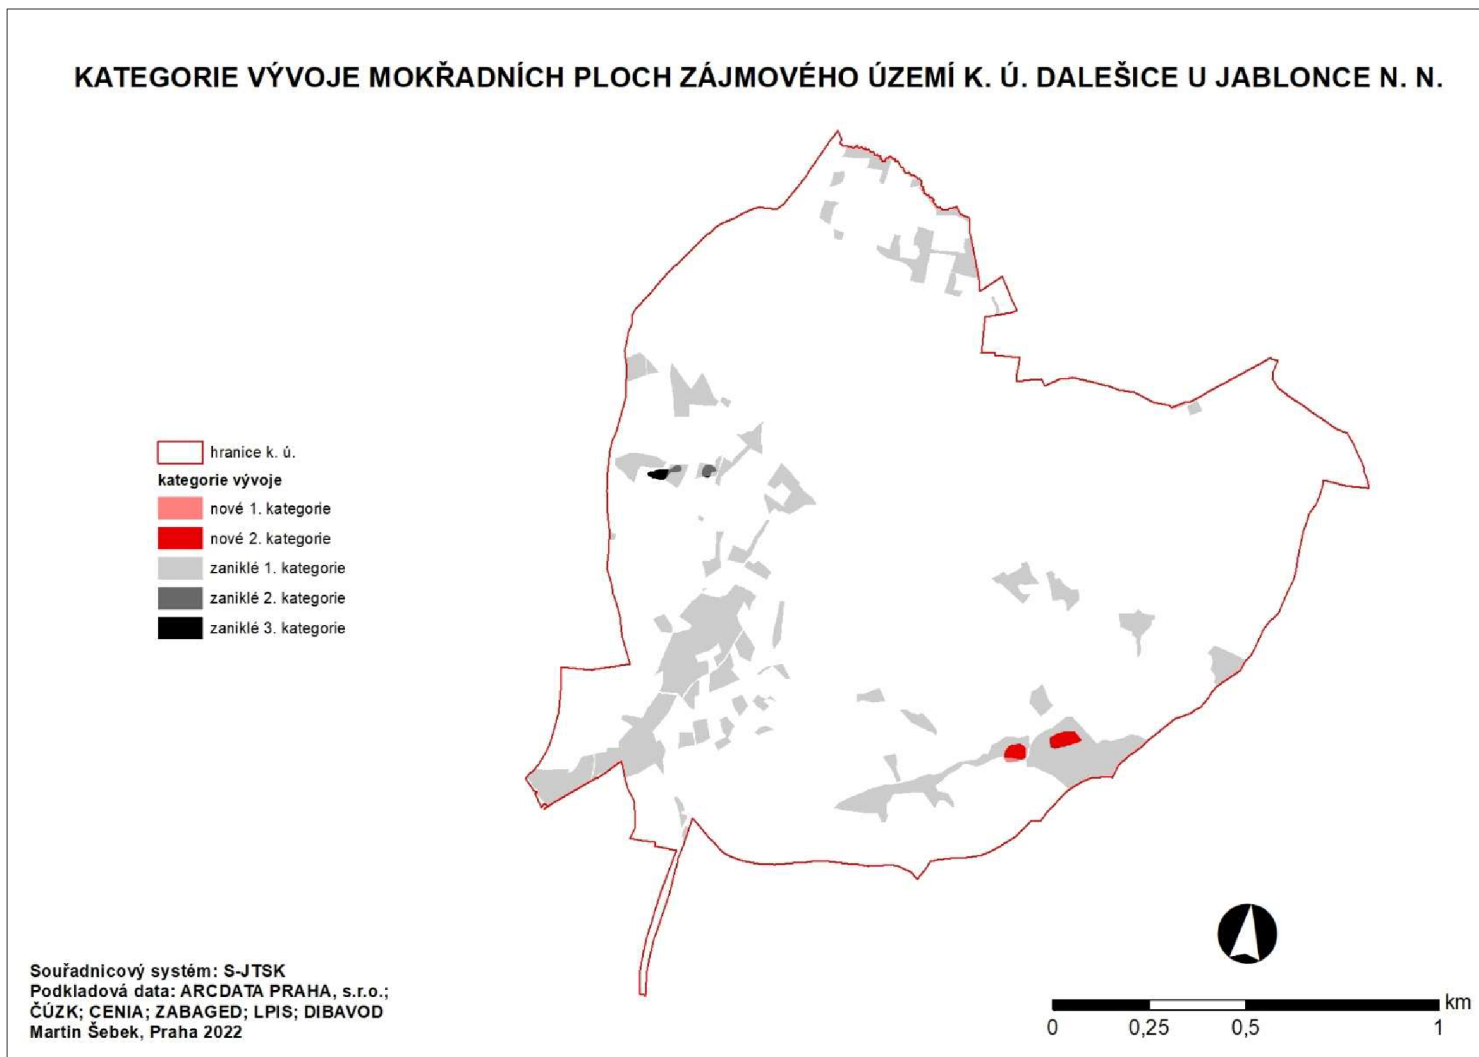 KATEGORIE VÝVOJE MOKŘADNÍCH PLOCH ZÁJMOVÉHO ÚZEMÍ K. Ú. DALEŠICE U JABLONCE N. N.
hranice k. ú.
kategorie vývoje
nové 1. kategorie
nové 2. kategorie
zaniklé 1. kategorie
zaniklé 2. kategorie
zaniklé 3. kategorie
Souřadnicový systém: S-JTSK
Podkladová data: ARCDATA PRAHA, s.r.o.;
ČÚZK; CENIA; ZABAGED; LPIS; DIBAVOD
Martin Šebek, Praha 2022
km
0 0,25 0,5 1